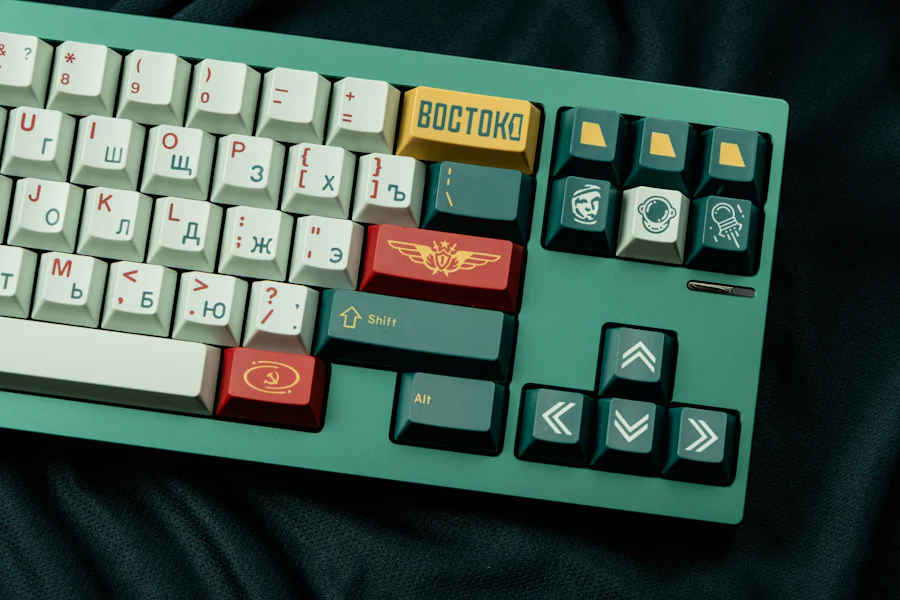 & ? * 8 ( 9 ) 0 — - + = ВОСТОК
U Г I Ш O Щ P З { [ Х } ] Ъ ¦ \
J О K Л L Д : ; Ж " ' Э
Т M Ь < , Б > . Ю ? / , .
Shift
Alt